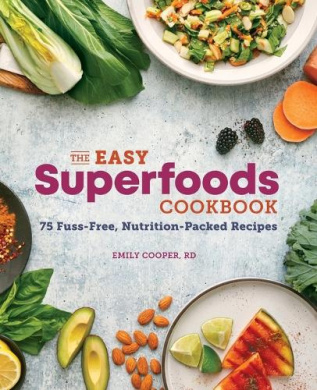 THE EASY
Superfoods
COOKBOOK
75 Fuss-Free, Nutrition-Packed Recipes
EMILY COOPER, RD